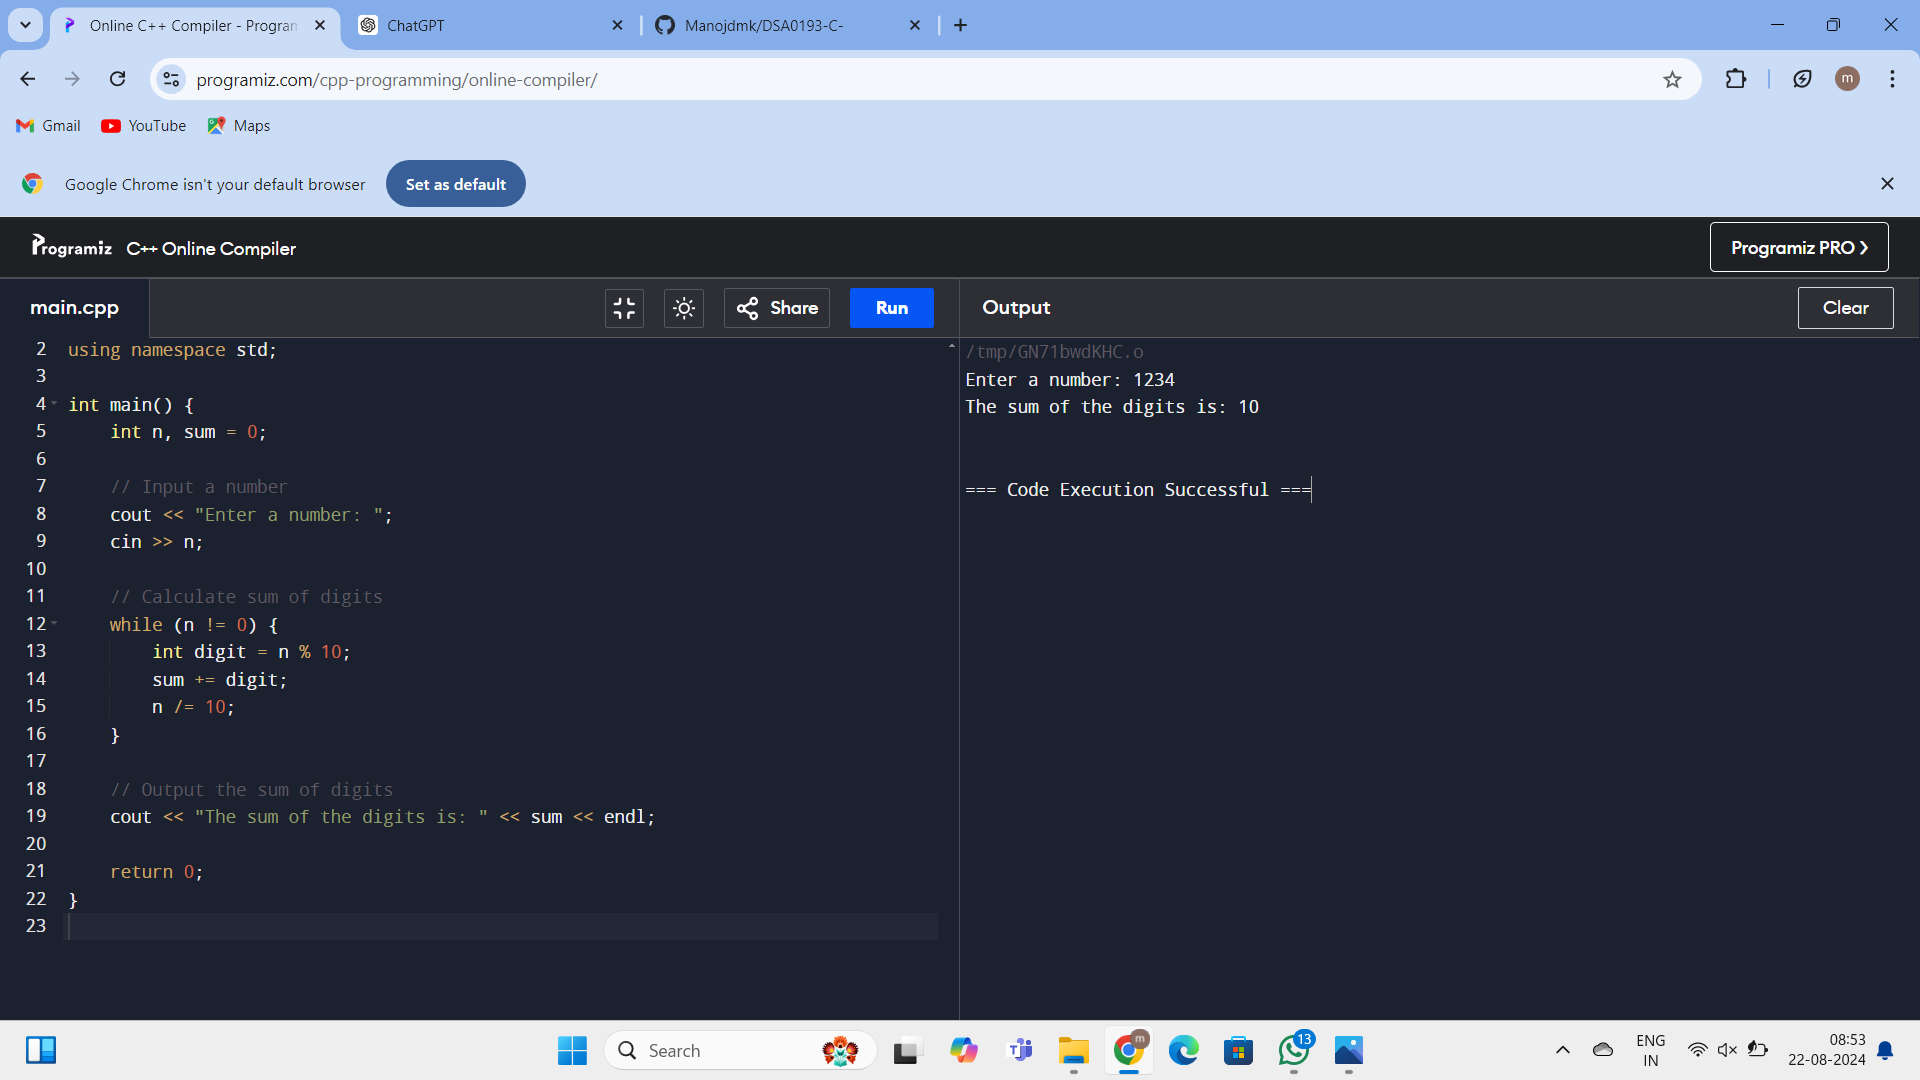 Online C++ Compiler - Program
ChatGPT
Manojdmk/DSA0193-C-
programiz.com/cpp-programming/online-compiler/
m
Gmail
YouTube
Maps
Google Chrome isn't your default browser
Set as default
Programiz
C++ Online Compiler
Programiz PRO
main.cpp
Share
Run
Output
Clear
2 using namespace std;
3
4 int main() {
5     int n, sum = 0;
6
7     // Input a number
8     cout << "Enter a number: ";
9     cin >> n;
10
11     // Calculate sum of digits
12     while (n != 0) {
13         int digit = n % 10;
14         sum += digit;
15         n /= 10;
16     }
17
18     // Output the sum of digits
19     cout << "The sum of the digits is: " << sum << endl;
20
21     return 0;
22 }
23
/tmp/GN71bwdKHC.o
Enter a number: 1234
The sum of the digits is: 10
=== Code Execution Successful ===
Search
m
13
ENG
IN
08:53
22-08-2024